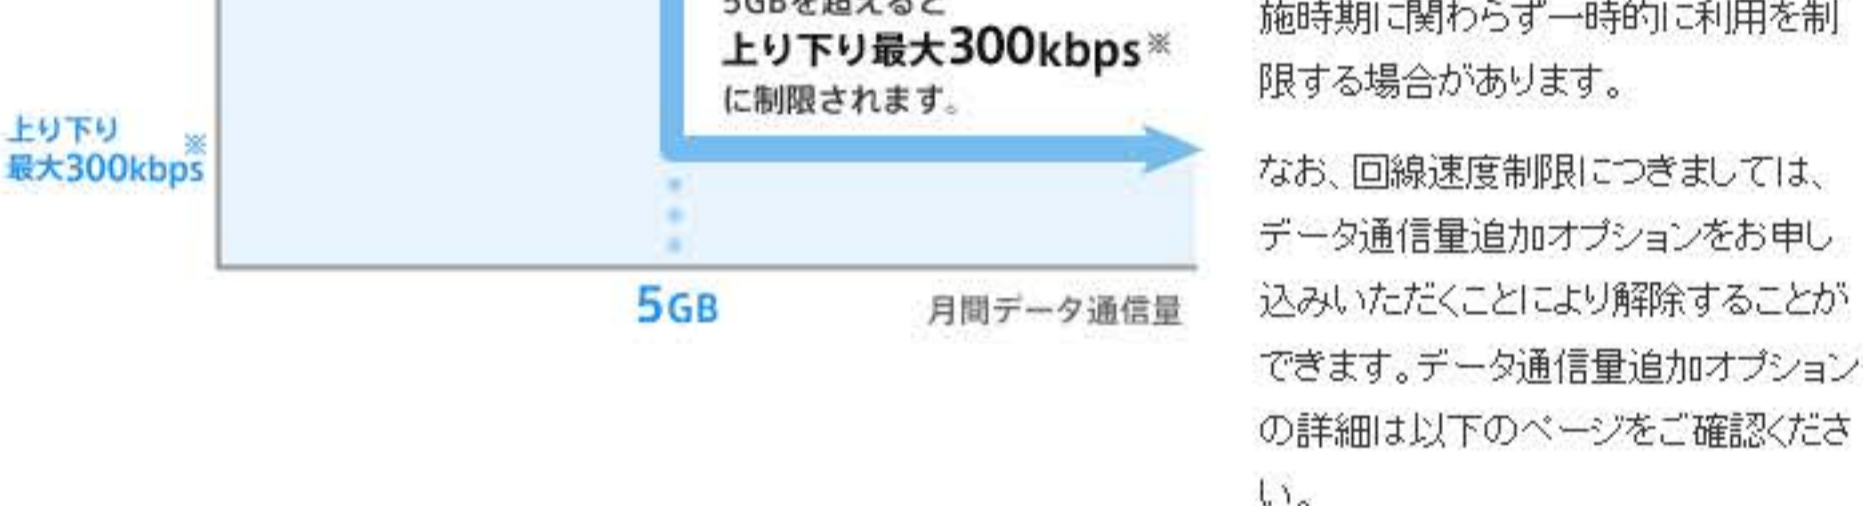 5GBを超えると
上り下り最大300kbps※
に制限されます。
上り下り
最大300kbps※
5GB
月間データ通信量
施時期に関わらず一時的に利用を制
限する場合があります。
なお、回線速度制限につきましては、
データ通信量追加オプションをお申し
込みいただくことにより解除することが
できます。データ通信量追加オプション
の詳細は以下のページをご確認くださ
い。